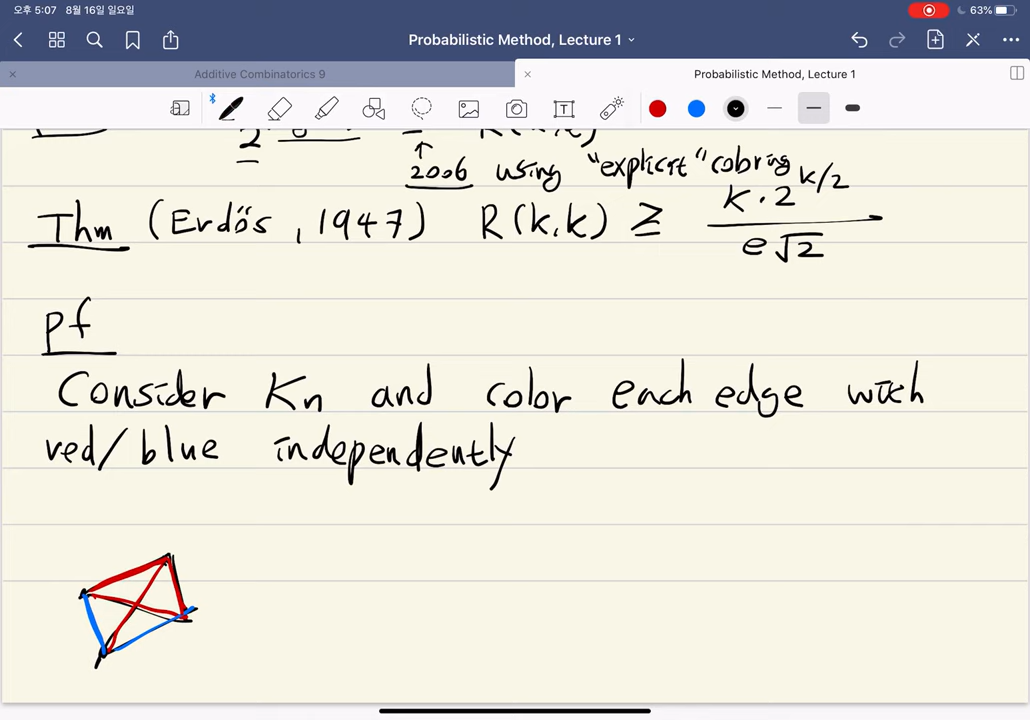 오후 5:07 8월 16일 일요일
63%
Probabilistic Method, Lecture 1
Additive Combinatorics 9
Probabilistic Method, Lecture 1
2
2006 using "explicit" coloring
Thm (Erdős, 1947) R(k,k) ≥ k·2^{k/2} / e√2
pf
Consider Kn and color each edge with
red/blue independently